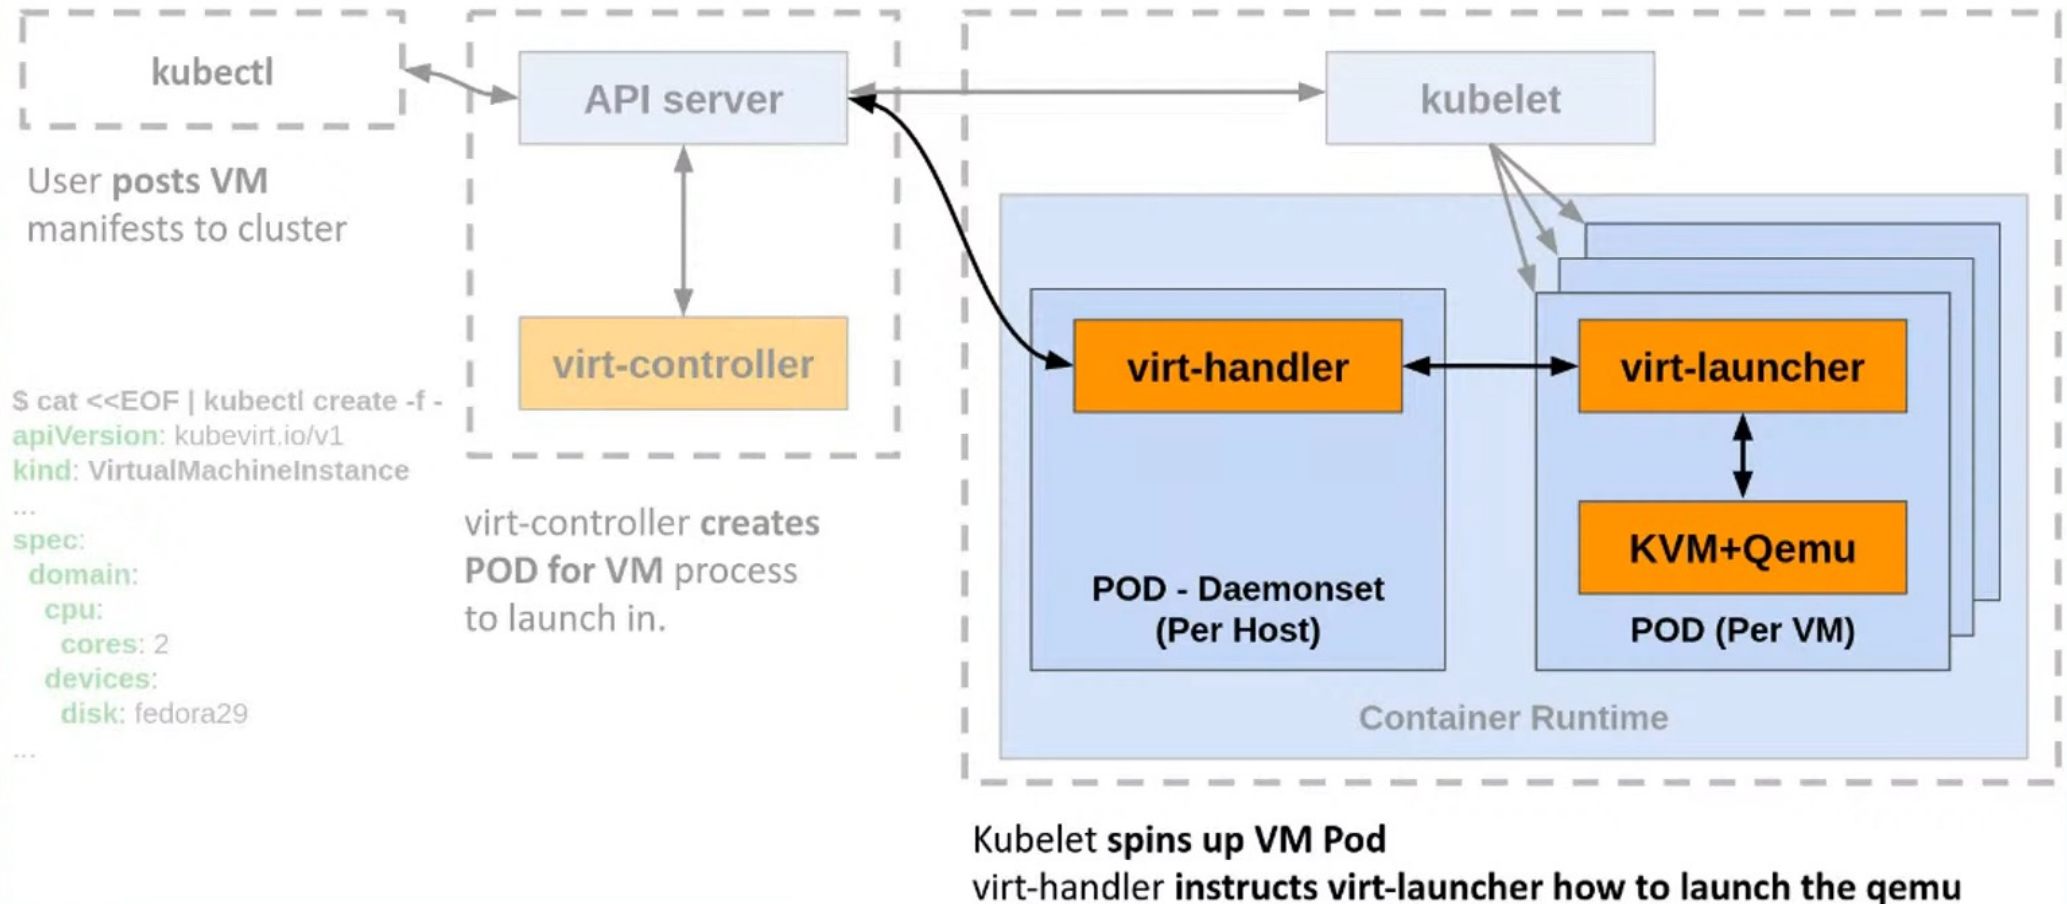 kubectl
User posts VM
manifests to cluster
$ cat <<EOF | kubectl create -f -
apiVersion: kubevirt.io/v1
kind: VirtualMachineInstance
...
spec:
domain:
cpu:
cores: 2
devices:
disk: fedora29
...
API server
virt-controller
virt-controller creates
POD for VM process
to launch in.
kubelet
virt-handler
POD - Daemonset
(Per Host)
virt-launcher
KVM+Qemu
POD (Per VM)
Container Runtime
Kubelet spins up VM Pod
virt-handler instructs virt-launcher how to launch the qemu